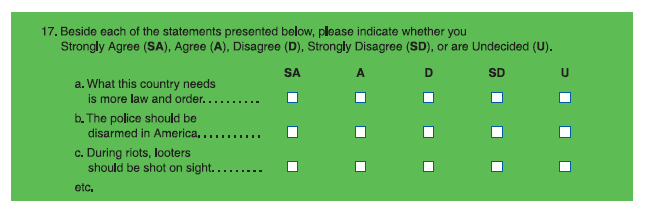 17. Beside each of the statements presented below, please indicate whether you
Strongly Agree (SA), Agree (A), Disagree (D), Strongly Disagree (SD), or are Undecided (U).
SA A D SD U
a. What this country needs
is more law and order..........
b. The police should be
disarmed in America...........
c. During riots, looters
should be shot on sight........
etc.